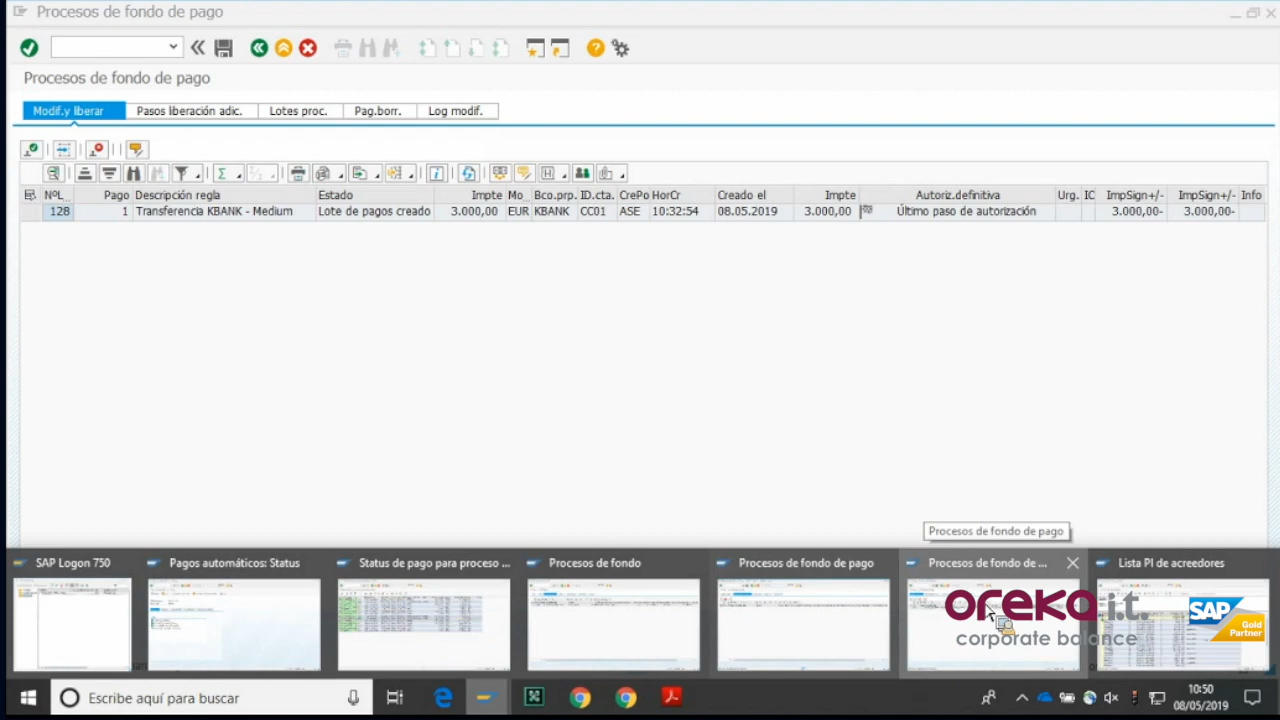 Procesos de fondo de pago
Procesos de fondo de pago
Modif.y liberar Pasos liberación adic. Lotes proc. Pag.borr. Log modif.
NºL... Pago Descripción regla Estado Impte Mo... Bco.prp. ID.cta. CrePo HorCr Creado el Impte Autoriz.definitiva Urg. IC ImpSign+/- ImpSign+/- Info
128 1 Transferencia KBANK - Medium Lote de pagos creado 3.000,00 EUR KBANK CC01 ASE 10:32:54 08.05.2019 3.000,00 Último paso de autorización 3.000,00- 3.000,00-
Procesos de fondo de pago
SAP Logon 750 Pagos automáticos: Status Status de pago para proceso ... Procesos de fondo Procesos de fondo de pago Procesos de fondo de ... Lista PI de acreedores
oreka i.t.
corporate balance
SAP
Gold
Partner
Escribe aquí para buscar
10:50
08/05/2019